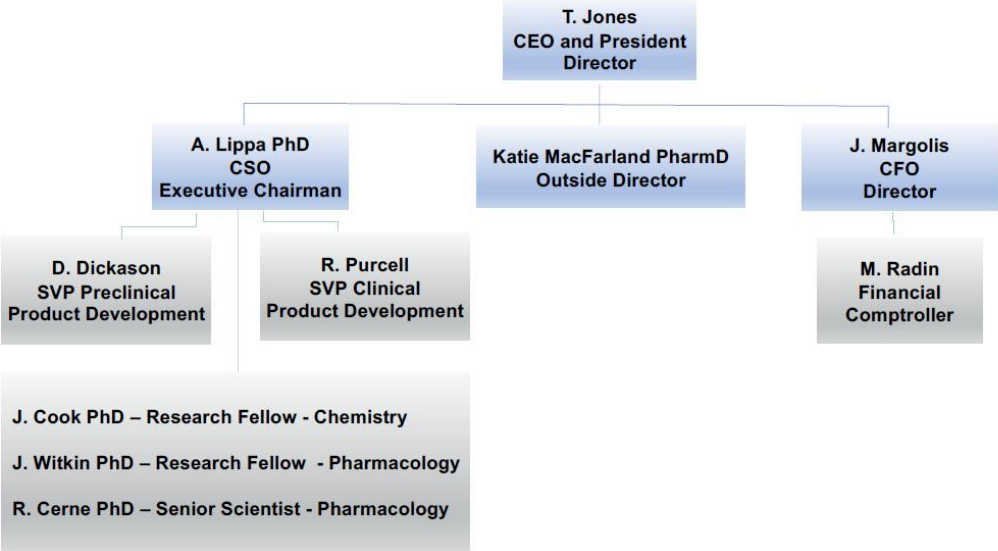 T. Jones
CEO and President
Director
A. Lippa PhD
CSO
Executive Chairman
Katie MacFarland PharmD
Outside Director
J. Margolis
CFO
Director
D. Dickason
SVP Preclinical
Product Development
R. Purcell
SVP Clinical
Product Development
M. Radin
Financial
Comptroller
J. Cook PhD – Research Fellow - Chemistry
J. Witkin PhD – Research Fellow - Pharmacology
R. Cerne PhD – Senior Scientist - Pharmacology